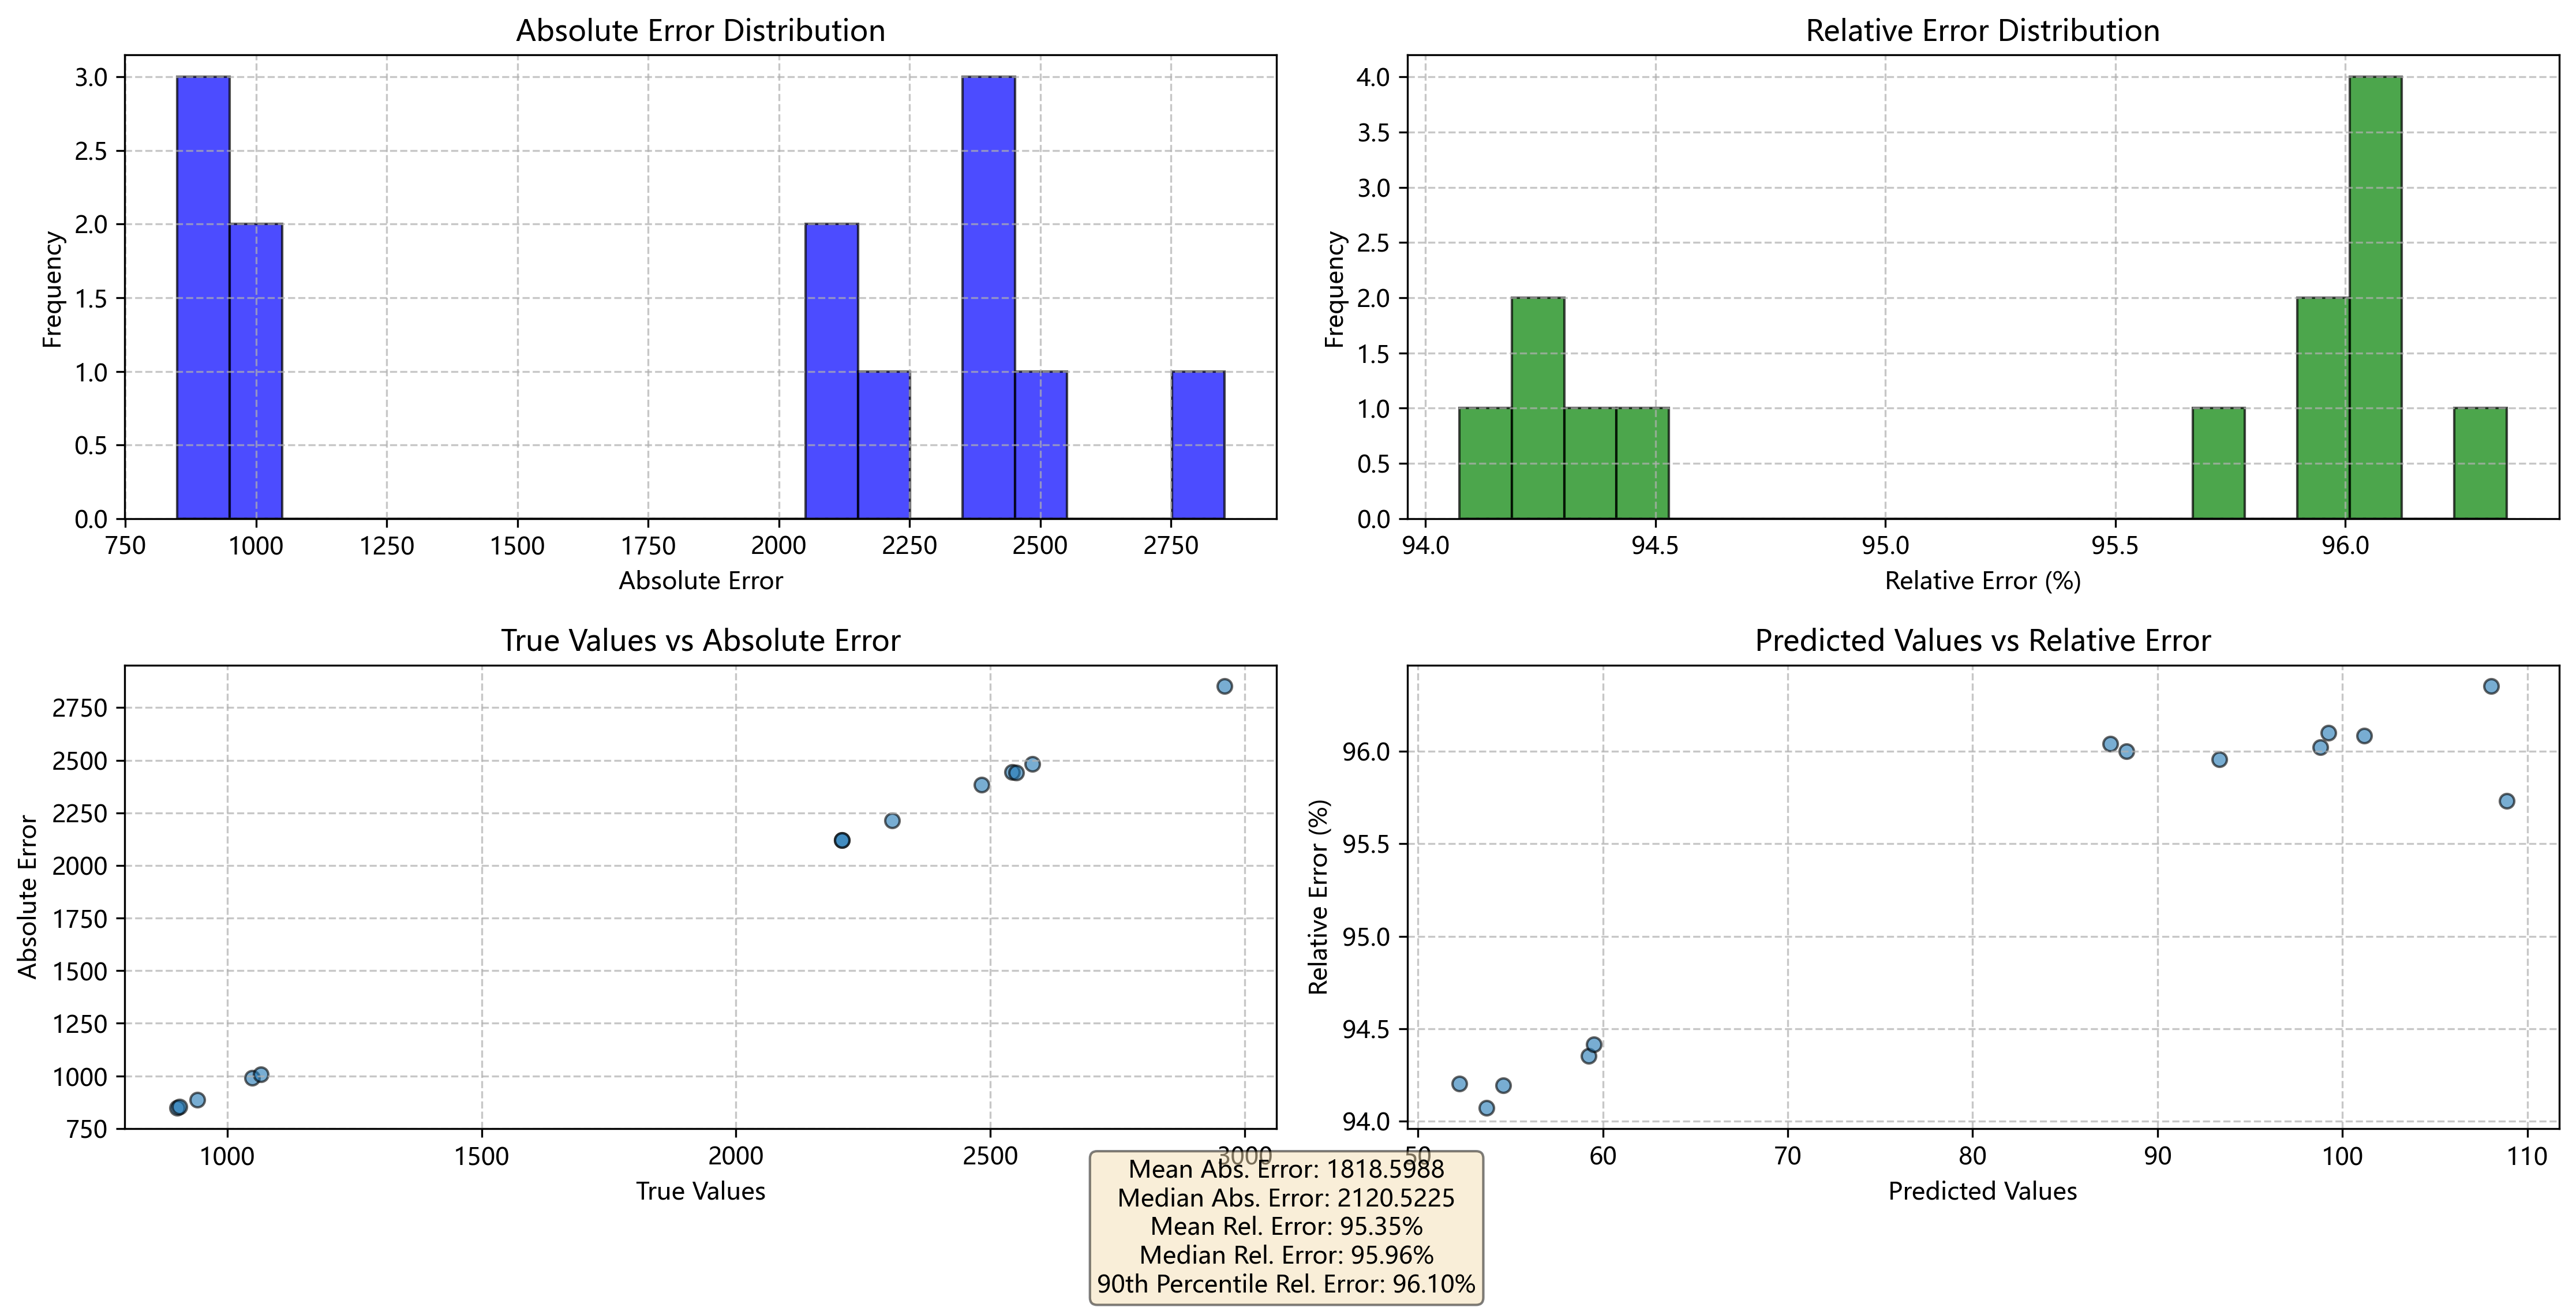 Absolute Error Distribution
3.0
2.5
2.0
1.5
1.0
0.5
0.0
Frequency
750 1000 1250 1500 1750 2000 2250 2500 2750
Absolute Error
Relative Error Distribution
4.0
3.5
3.0
2.5
2.0
1.5
1.0
0.5
0.0
Frequency
94.0 94.5 95.0 95.5 96.0
Relative Error (%)
True Values vs Absolute Error
2750
2500
2250
2000
1750
1500
1250
1000
750
Absolute Error
1000 1500 2000 2500 3000
True Values
Predicted Values vs Relative Error
96.0
95.5
95.0
94.5
94.0
Relative Error (%)
50 60 70 80 90 100 110
Predicted Values
Mean Abs. Error: 1818.5988
Median Abs. Error: 2120.5225
Mean Rel. Error: 95.35%
Median Rel. Error: 95.96%
90th Percentile Rel. Error: 96.10%